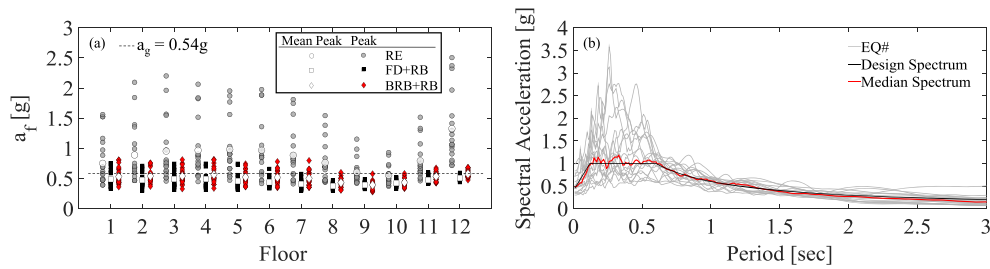 (a)
a_g = 0.54g
Mean Peak Peak
RE
FD+RB
BRB+RB
a_f [g]
3
2.5
2
1.5
1
0.5
0
1 2 3 4 5 6 7 8 9 10 11 12
Floor
(b)
EQ#
Design Spectrum
Median Spectrum
Spectral Acceleration [g]
4
3.5
3
2.5
2
1.5
1
0.5
0
0 0.5 1 1.5 2 2.5 3
Period [sec]